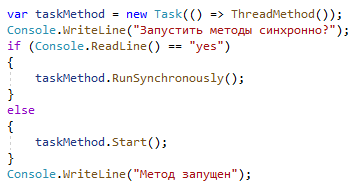 var taskMethod = new Task(() => ThreadMethod());
Console.WriteLine("Запустить методы синхронно?");
if (Console.ReadLine() == "yes")
{
    taskMethod.RunSynchronously();
}
else
{
    taskMethod.Start();
}
Console.WriteLine("Метод запущен");